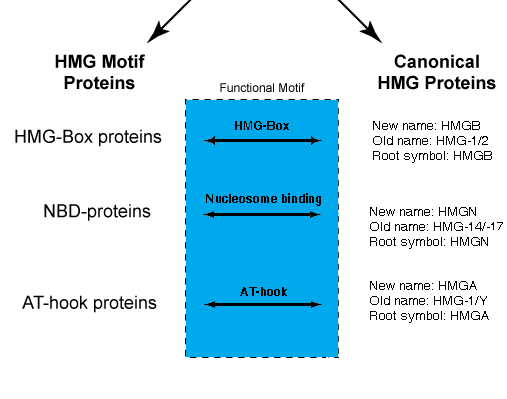 HMG Motif
Proteins
Canonical
HMG Proteins
Functional Motif
HMG-Box proteins
HMG-Box
New name: HMGB
Old name: HMG-1/2
Root symbol: HMGB
NBD-proteins
Nucleosome binding
New name: HMGN
Old name: HMG-14/-17
Root symbol: HMGN
AT-hook proteins
AT-hook
New name: HMGA
Old name: HMG-1/Y
Root symbol: HMGA